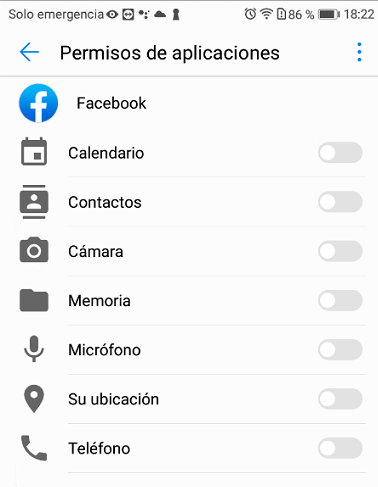 Solo emergencia 86 % 18:22
Permisos de aplicaciones
Facebook
Calendario
Contactos
Cámara
Memoria
Micrófono
Su ubicación
Teléfono